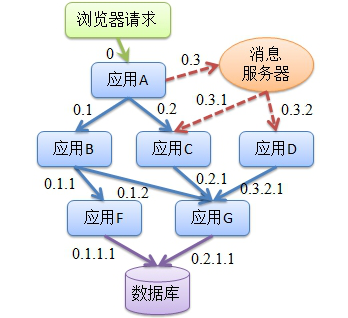 浏览器请求
0
应用A
0.3
消息
服务器
0.1
0.2
0.3.1
0.3.2
应用B
应用C
应用D
0.1.1
0.1.2
0.2.1
0.3.2.1
应用F
应用G
0.1.1.1
0.2.1.1
数据库